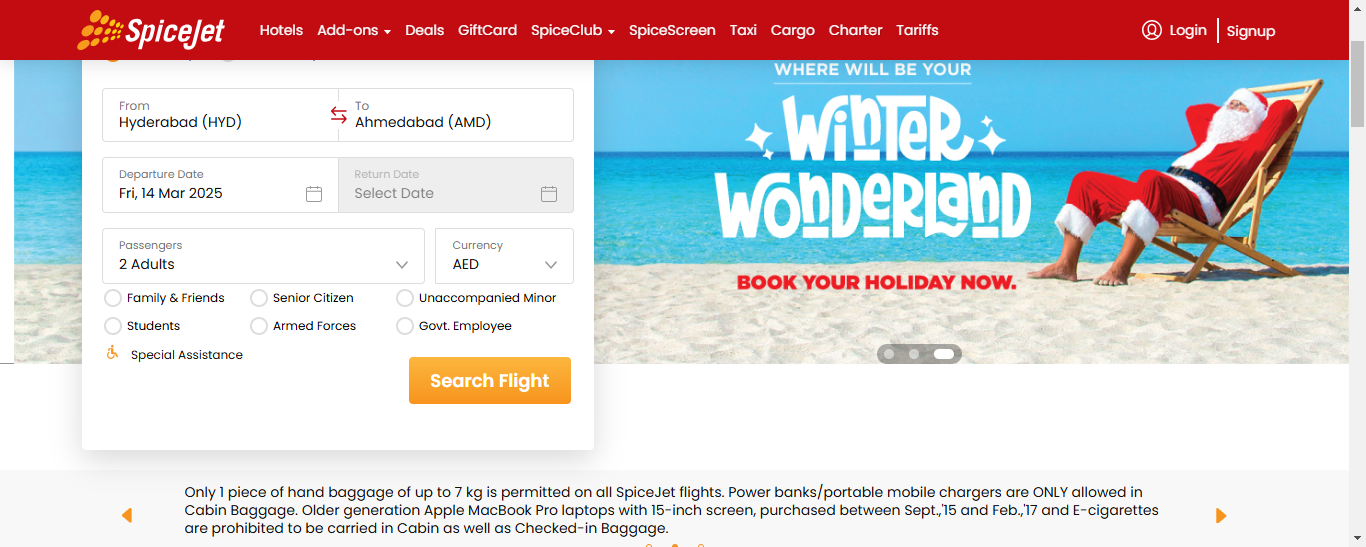 SpiceJet
Hotels Add-ons Deals GiftCard SpiceClub SpiceScreen Taxi Cargo Charter Tariffs
Login Signup
From
Hyderabad (HYD)
To
Ahmedabad (AMD)
Departure Date
Fri, 14 Mar 2025
Return Date
Select Date
Passengers
2 Adults
Currency
AED
Family & Friends
Senior Citizen
Unaccompanied Minor
Students
Armed Forces
Govt. Employee
Special Assistance
Search Flight
WHERE WILL BE YOUR
WINTER
WONDERLAND
BOOK YOUR HOLIDAY NOW.
Only 1 piece of hand baggage of up to 7 kg is permitted on all SpiceJet flights. Power banks/portable mobile chargers are ONLY allowed in
Cabin Baggage. Older generation Apple MacBook Pro laptops with 15-inch screen, purchased between Sept.,'15 and Feb.,'17 and E-cigarettes
are prohibited to be carried in Cabin as well as Checked-in Baggage.